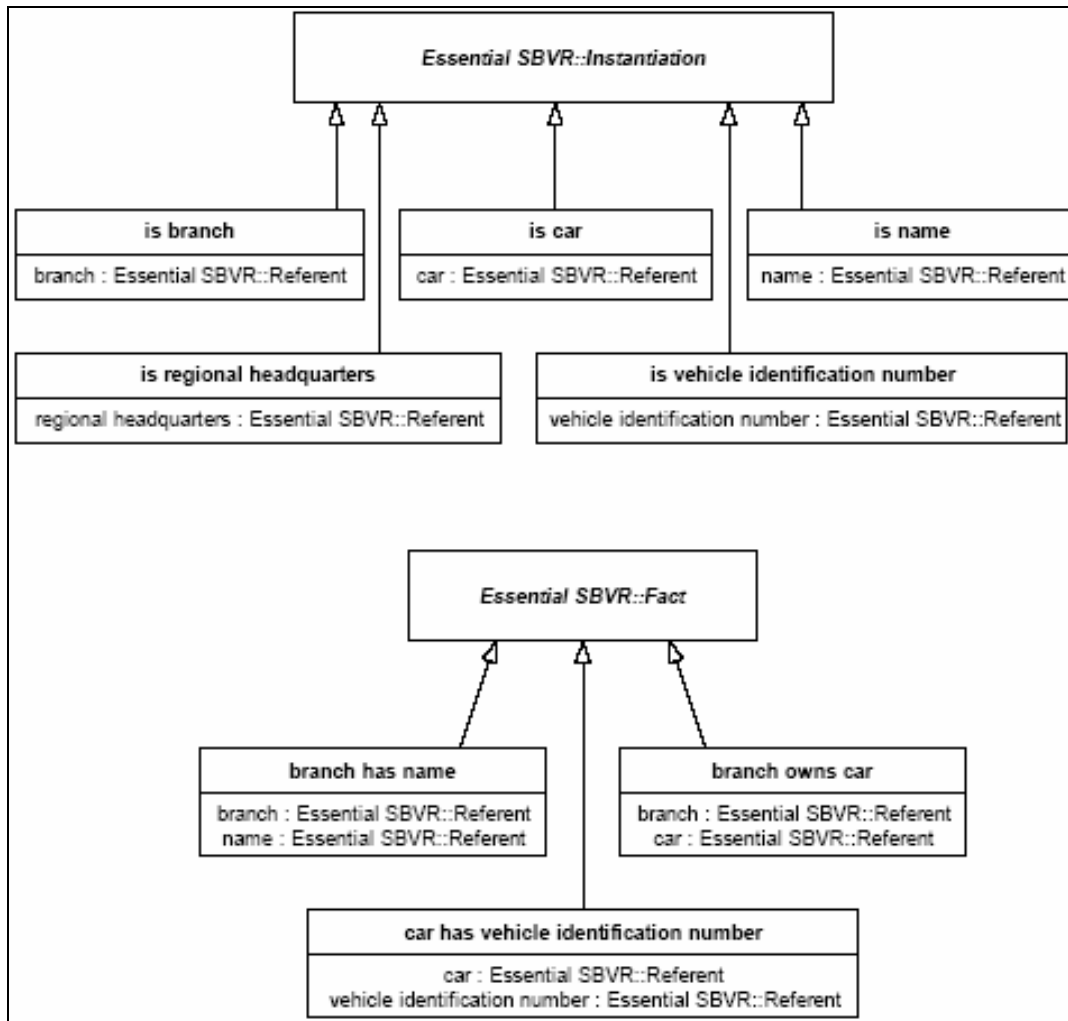 Essential SBVR::Instantiation
is branch
branch : Essential SBVR::Referent
is car
car : Essential SBVR::Referent
is name
name : Essential SBVR::Referent
is regional headquarters
regional headquarters : Essential SBVR::Referent
is vehicle identification number
vehicle identification number : Essential SBVR::Referent
Essential SBVR::Fact
branch has name
branch : Essential SBVR::Referent
name : Essential SBVR::Referent
branch owns car
branch : Essential SBVR::Referent
car : Essential SBVR::Referent
car has vehicle identification number
car : Essential SBVR::Referent
vehicle identification number : Essential SBVR::Referent